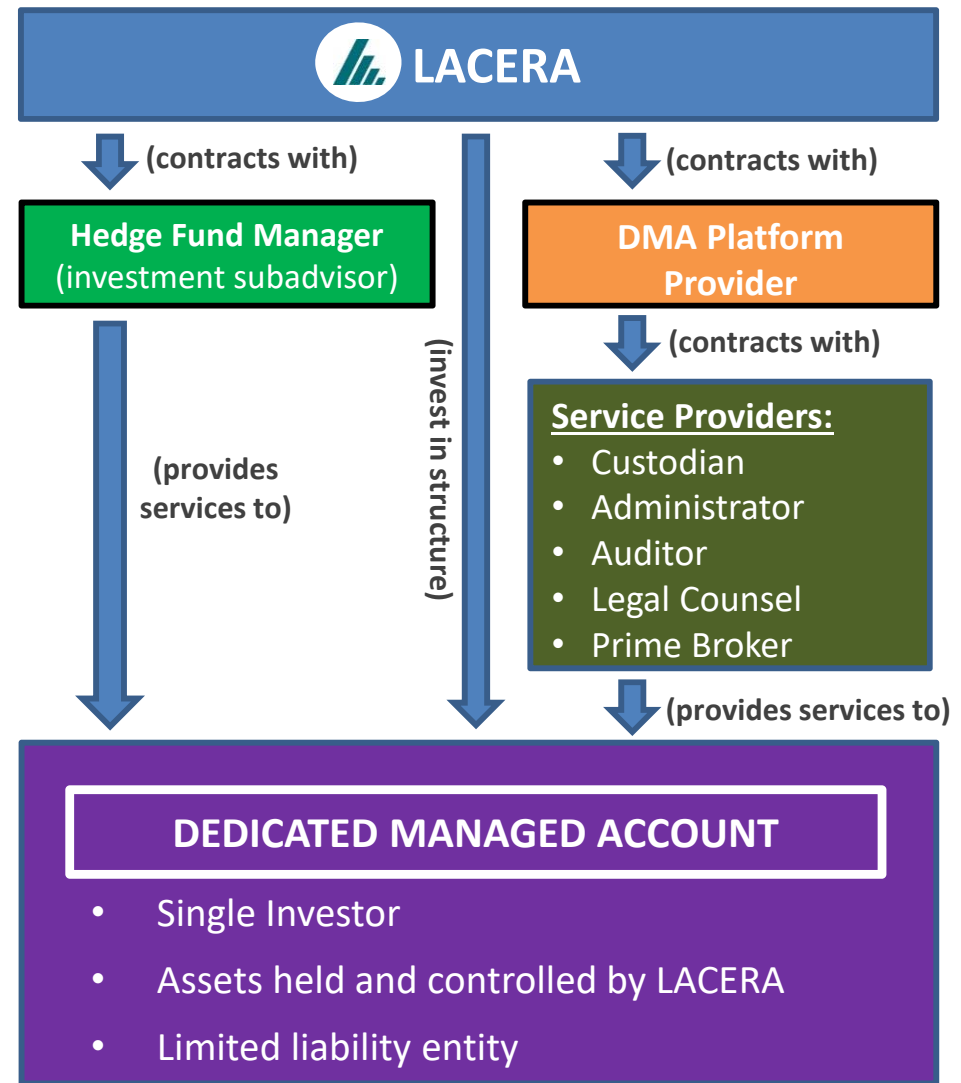 LACERA
(contracts with)
(contracts with)
Hedge Fund Manager
(investment subadvisor)
DMA Platform
Provider
(contracts with)
(invest in structure)
(provides
services to)
Service Providers:
• Custodian
• Administrator
• Auditor
• Legal Counsel
• Prime Broker
(provides services to)
DEDICATED MANAGED ACCOUNT
• Single Investor
• Assets held and controlled by LACERA
• Limited liability entity